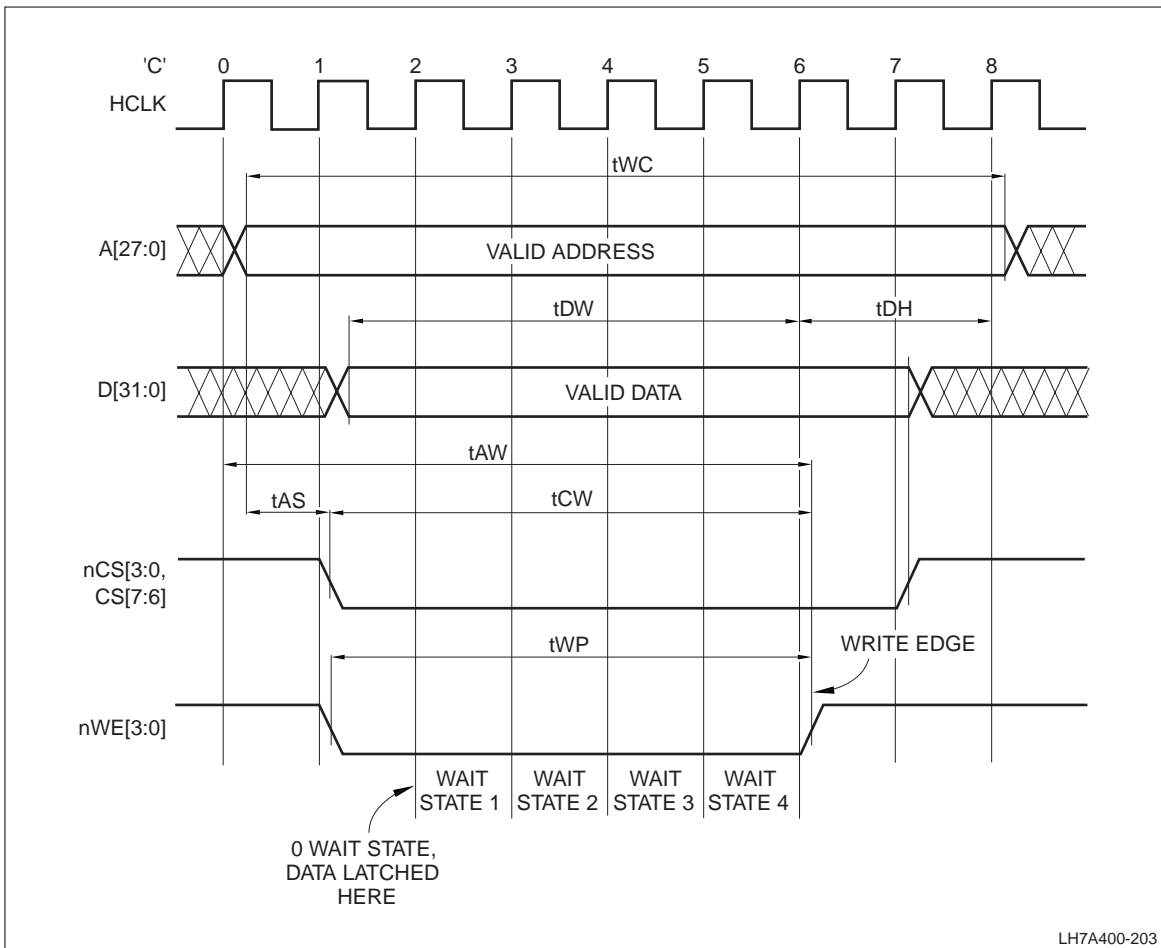 'C' 0 1 2 3 4 5 6 7 8
HCLK
tWC
A[27:0]
VALID ADDRESS
tDW
tDH
D[31:0]
VALID DATA
tAW
tAS
tCW
nCS[3:0,
CS[7:6]
tWP
WRITE EDGE
nWE[3:0]
WAIT
STATE 1
WAIT
STATE 2
WAIT
STATE 3
WAIT
STATE 4
0 WAIT STATE,
DATA LATCHED
HERE
LH7A400-203